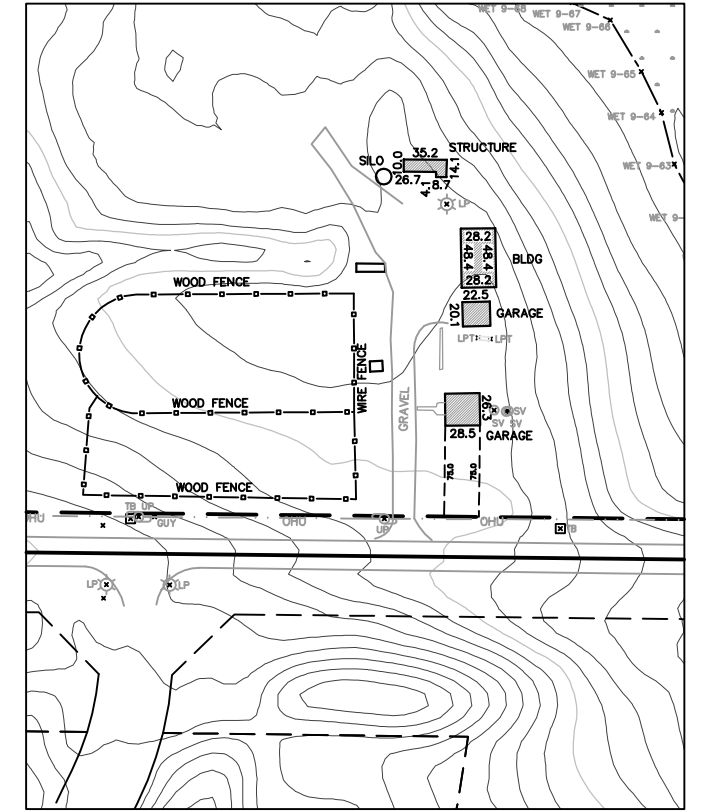 WET 9-68
WET 9-67
WET 9-66
WET 9-65
WET 9-64
WET 9-63
WET 9-
STRUCTURE
35.2
10.0
14.1
SILO
26.7
8.7
4.1
LP
28.2
48.4
48.4
BLDG
28.2
22.5
20.1
GARAGE
LPT
LPT
WOOD FENCE
WIRE FENCE
WOOD FENCE
GRAVEL
26.3
SV
SV SV
28.5
GARAGE
75.0
75.0
WOOD FENCE
TB UP
OHU
GUY
OHU
UP
OHU
TB
LP
LP